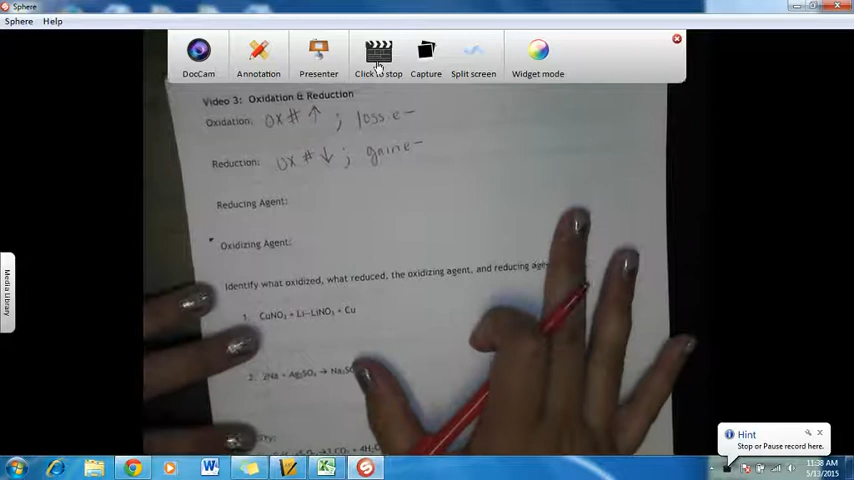 Sphere
Sphere Help
DocCam Annotation Presenter Click to stop Capture Split screen Widget mode
Video 3: Oxidation & Reduction
Oxidation: OX # ↑ ; loss e-
Reduction: OX # ↓ ; gain e-
Reducing Agent:
Oxidizing Agent:
Identify what oxidized, what reduced, the oxidizing agent, and reducing
1. CuNO₃ + Li→LiNO₃ + Cu
2. 2Na + Ag₂SO₄ →
Media Library
Hint
Stop or Pause record here.
11:38 AM
5/13/2015